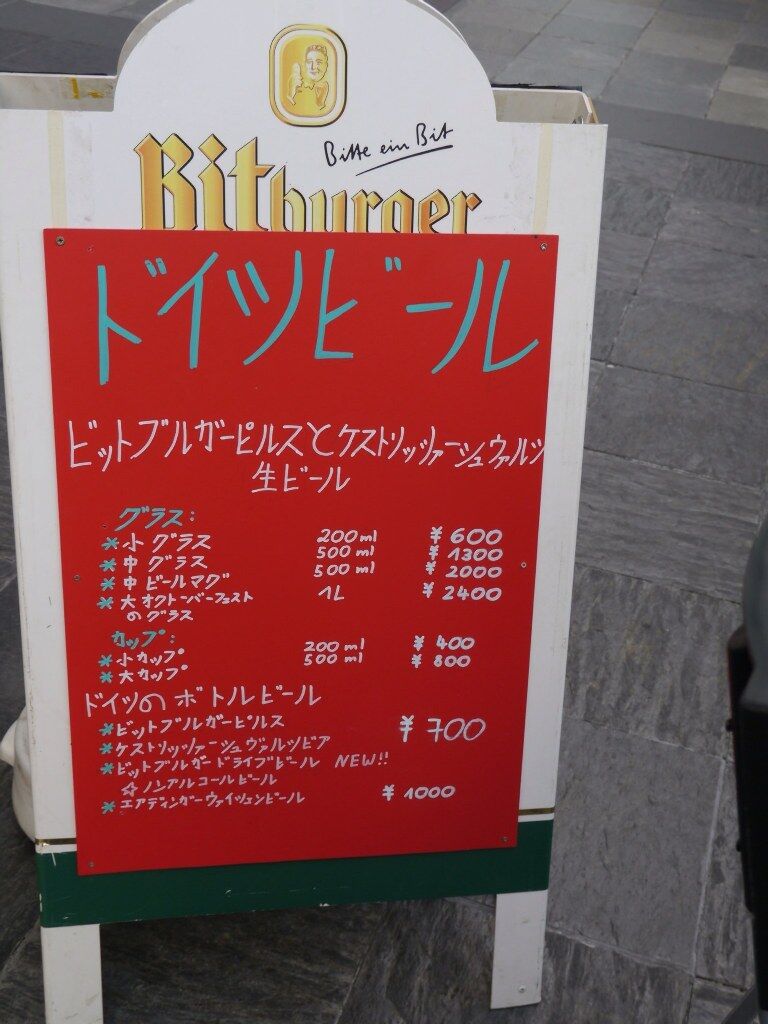 Bitte ein Bit
Bitburger
ドイツビール
ビットブルガーピルスとケストリッツァーシュヴァルツ
生ビール
グラス:
*小 グラス 200ml ¥600
*中 グラス 500ml ¥1300
*中 ビールマグ 500ml ¥2000
*大 オクトーバーフェスト 1L ¥2400
のグラス
カップ:
*小カップ 200ml ¥400
*大カップ 500ml ¥800
ドイツのボトルビール
*ビットブルガーピルス ¥700
*ケストリッツァーシュヴァルツビア
*ビットブルガードライブビール NEW!!
☆ノンアルコールビール
*エアディンガーヴァイツェンビール ¥1000